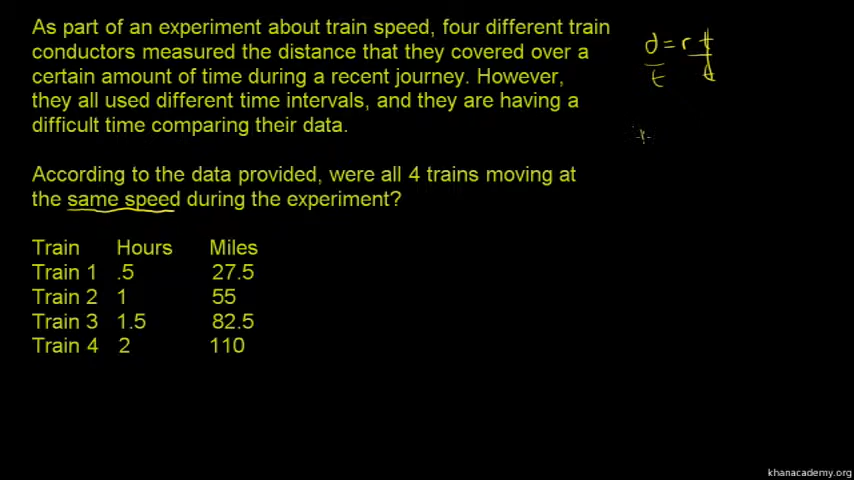 As part of an experiment about train speed, four different train
conductors measured the distance that they covered over a
certain amount of time during a recent journey. However,
they all used different time intervals, and they are having a
difficult time comparing their data.
d = r t
t t
According to the data provided, were all 4 trains moving at
the same speed during the experiment?
Train Hours Miles
Train 1 .5 27.5
Train 2 1 55
Train 3 1.5 82.5
Train 4 2 110
khanacademy.org